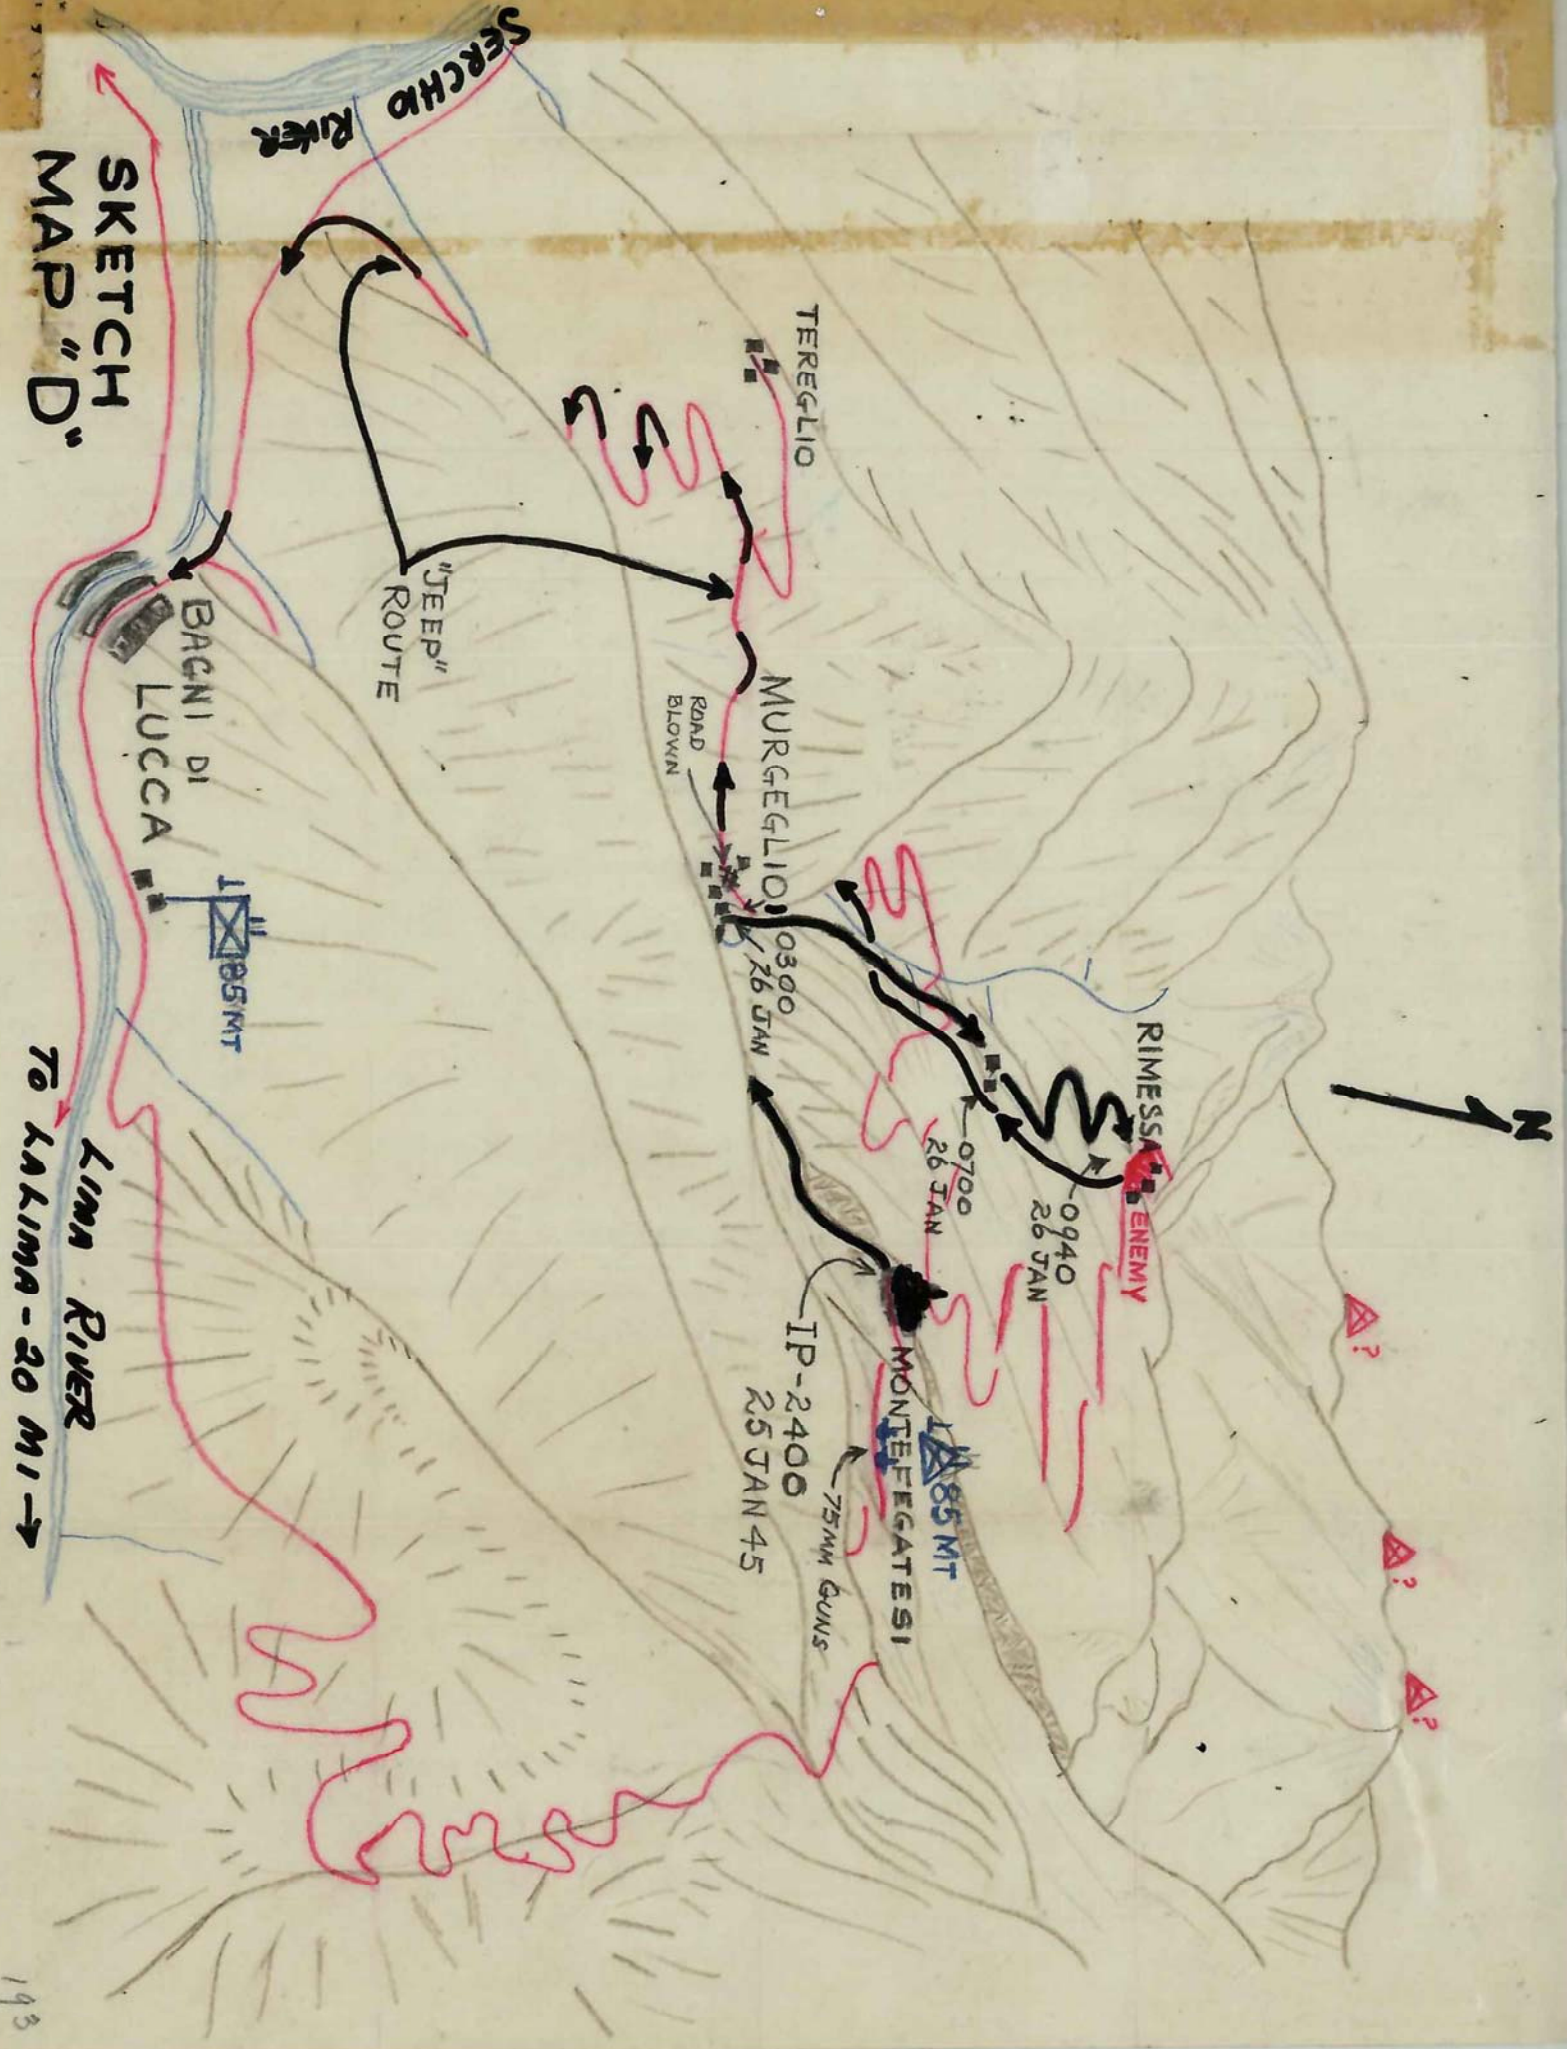 N
RIMESSA
ENEMY
?
?
?
0940
26 JAN
0700
26 JAN
TEREGLIO
MURGEGLIO
0300
26 JAN
ROAD
BLOWN
MONTEFEGATESI
85 MT
75MM GUNS
IP-2400
25 JAN 45
"JEEP"
ROUTE
SERCHIO
RIVER
BAGNI DI
LUCCA
1
85 MT
LIMA RIVER
TO LA LIMA-20 MI→
SKETCH
MAP "D"
193